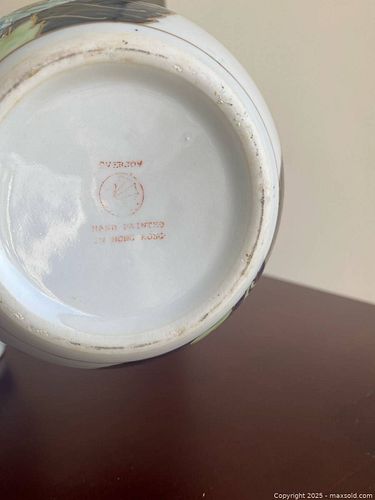 OVERJOY
HAND PAINTED
IN HONG KONG
Copyright 2025 - maxsold.com